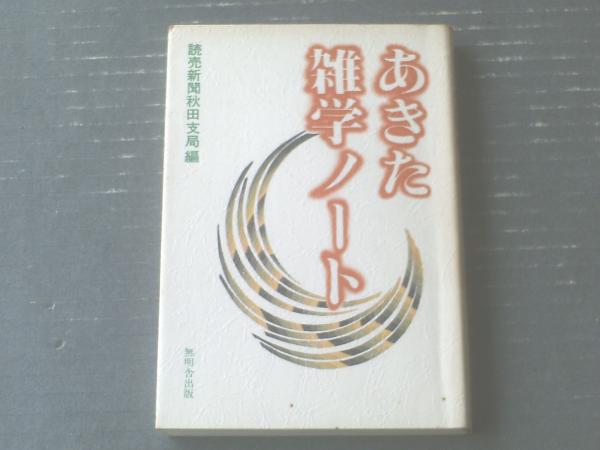 あきた
雑学ノート
読売新聞秋田支局編
無明舎出版